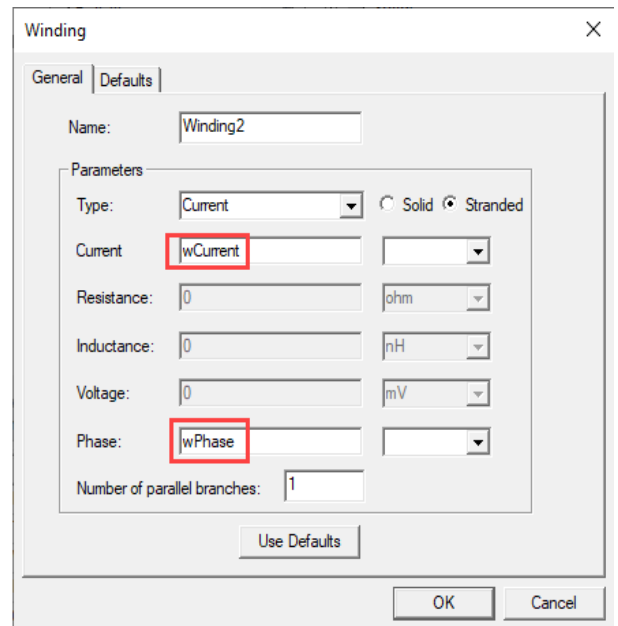 Winding
General Defaults
Name: Winding2
Parameters
Type: Current Solid Stranded
Current wCurrent
Resistance: 0 ohm
Inductance: 0 nH
Voltage: 0 mV
Phase: wPhase
Number of parallel branches: 1
Use Defaults
OK Cancel